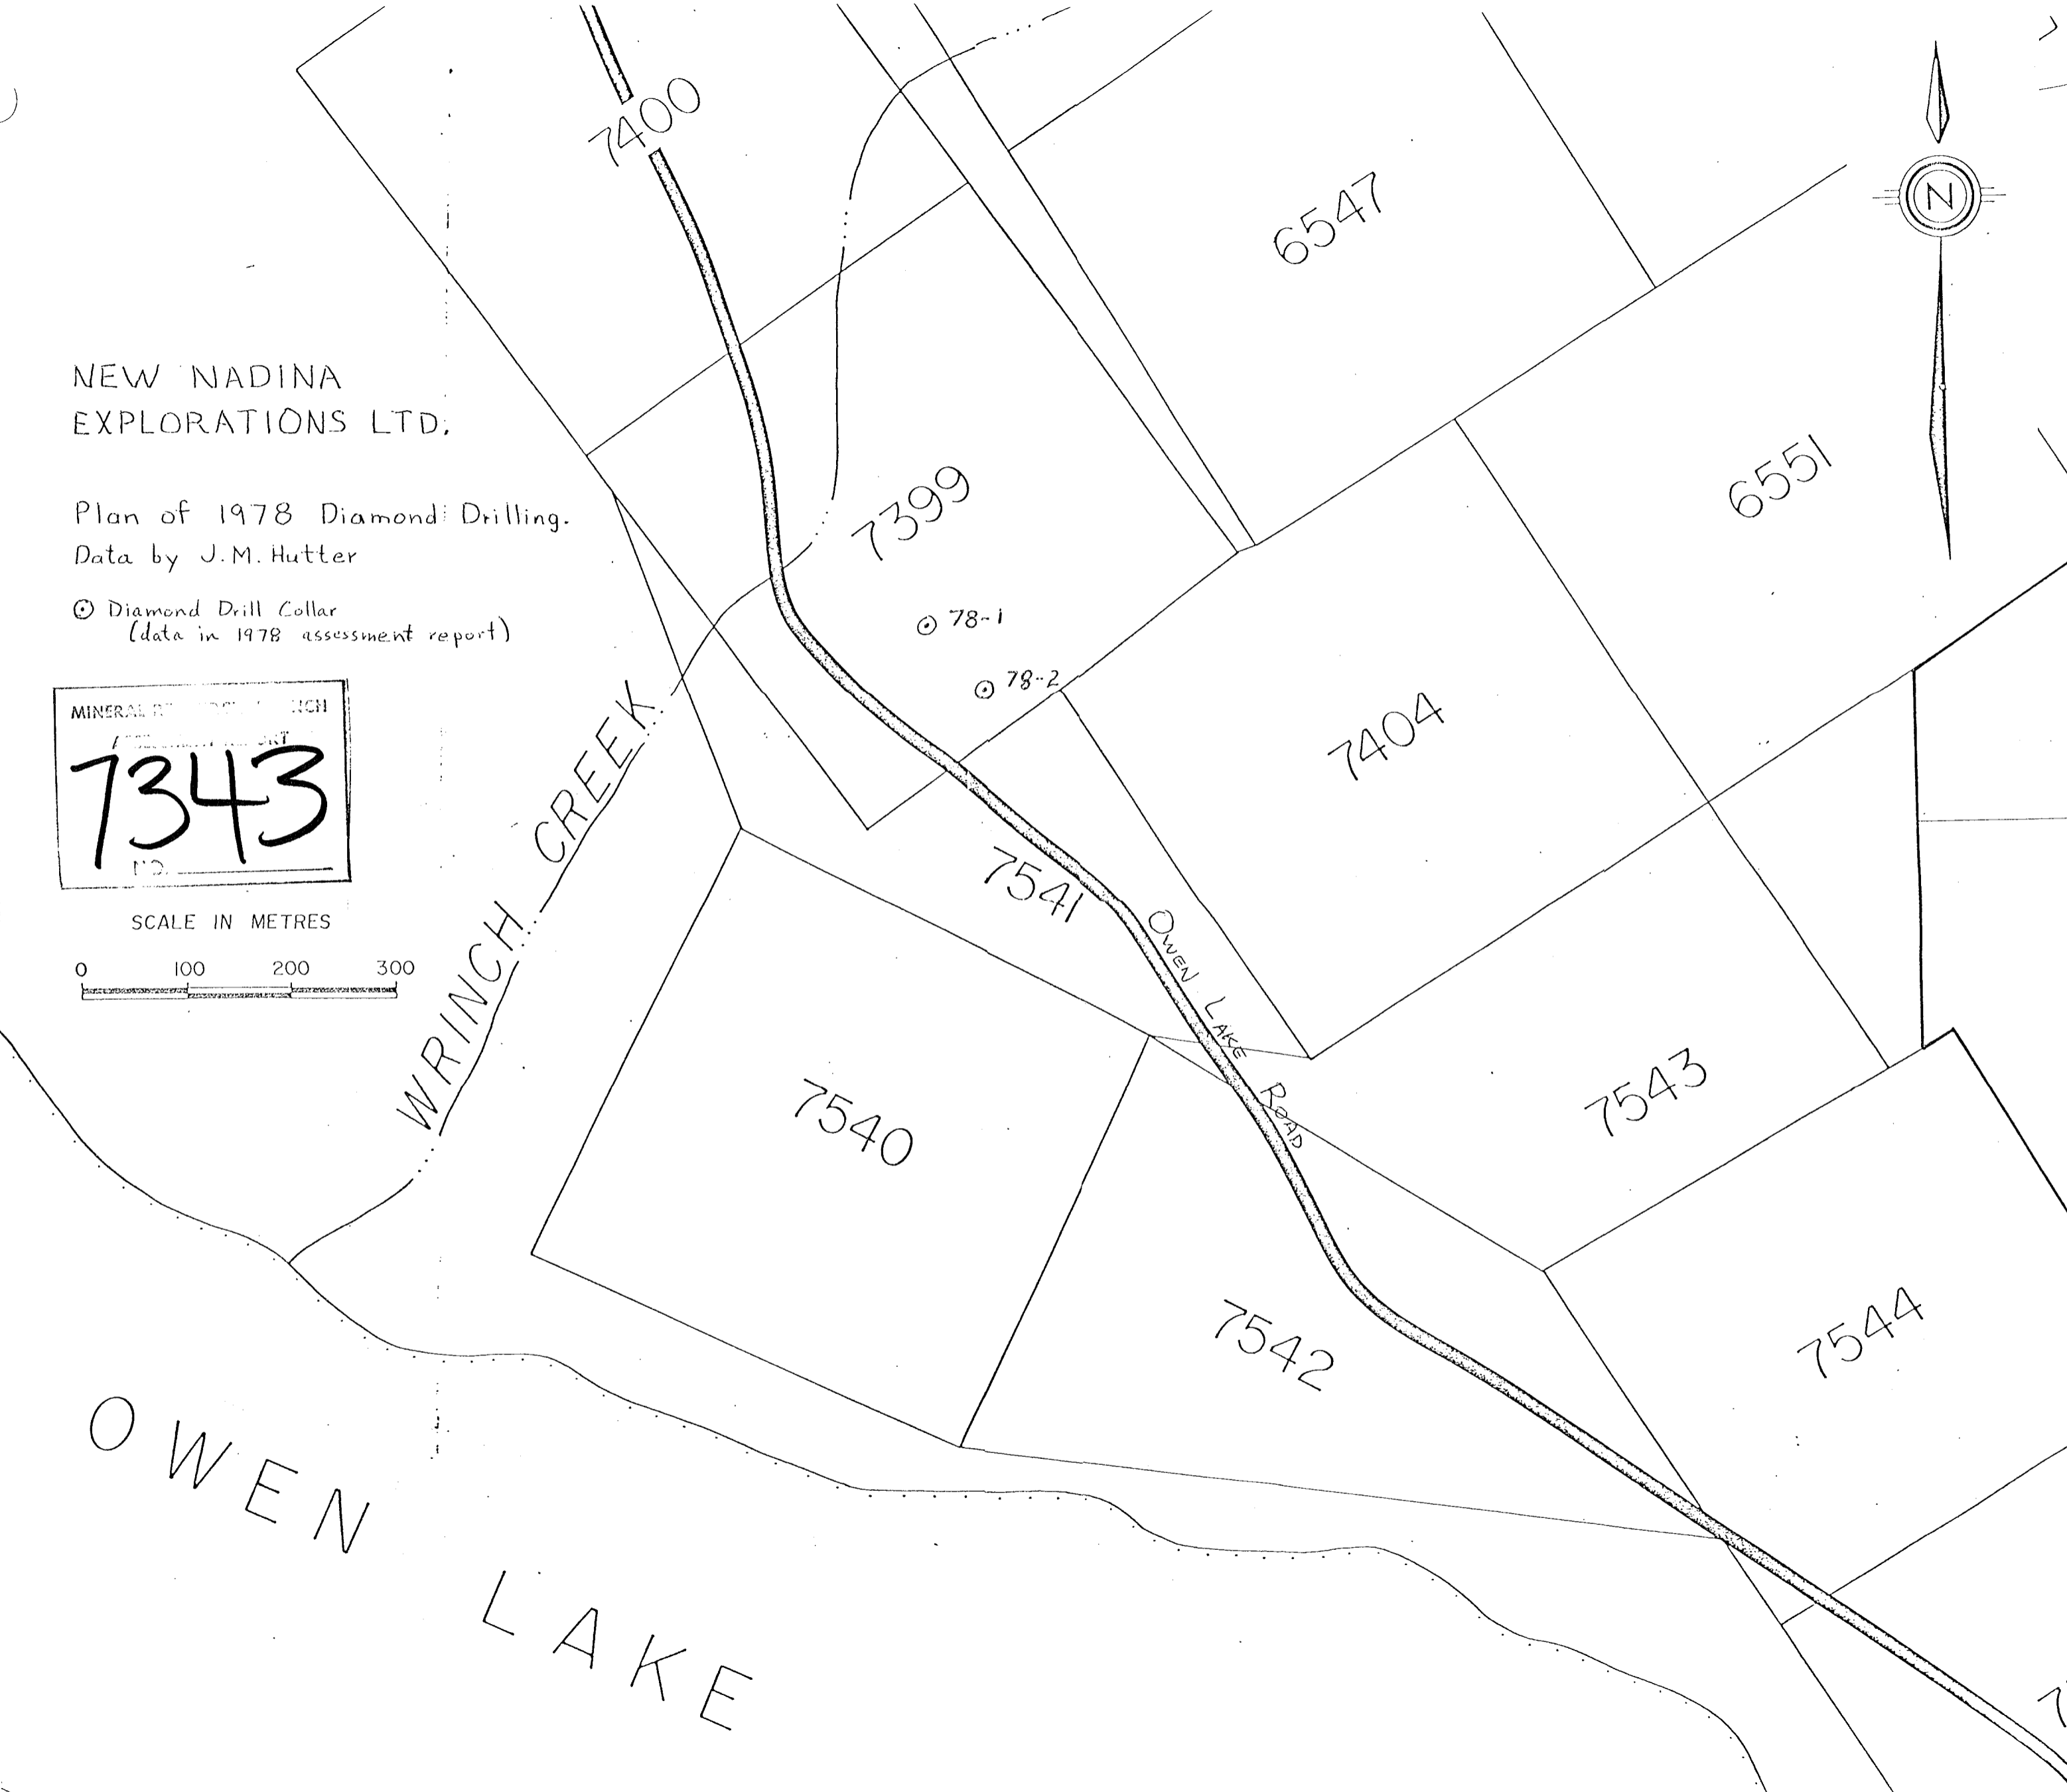 7400
6547
N
NEW NADINA
EXPLORATIONS LTD.
7399
6551
Plan of 1978 Diamond Drilling.
Data by J.M. Hutter
Diamond Drill Collar
(data in 1978 assessment report)
78-1
78-2
7404
MINERAL
7343
NO.
SCALE IN METRES
0 100 200 300
WRINCH CREEK
7541
OWEN LAKE ROAD
7540
7543
7542
7544
OWEN LAKE